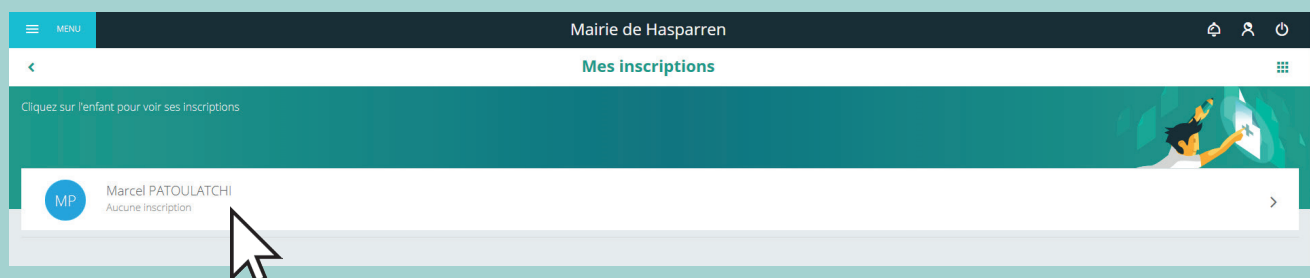 MENU
Mairie de Hasparren
Mes inscriptions
Cliquez sur l'enfant pour voir ses inscriptions
MP
Marcel PATOULATCHI
Aucune inscription